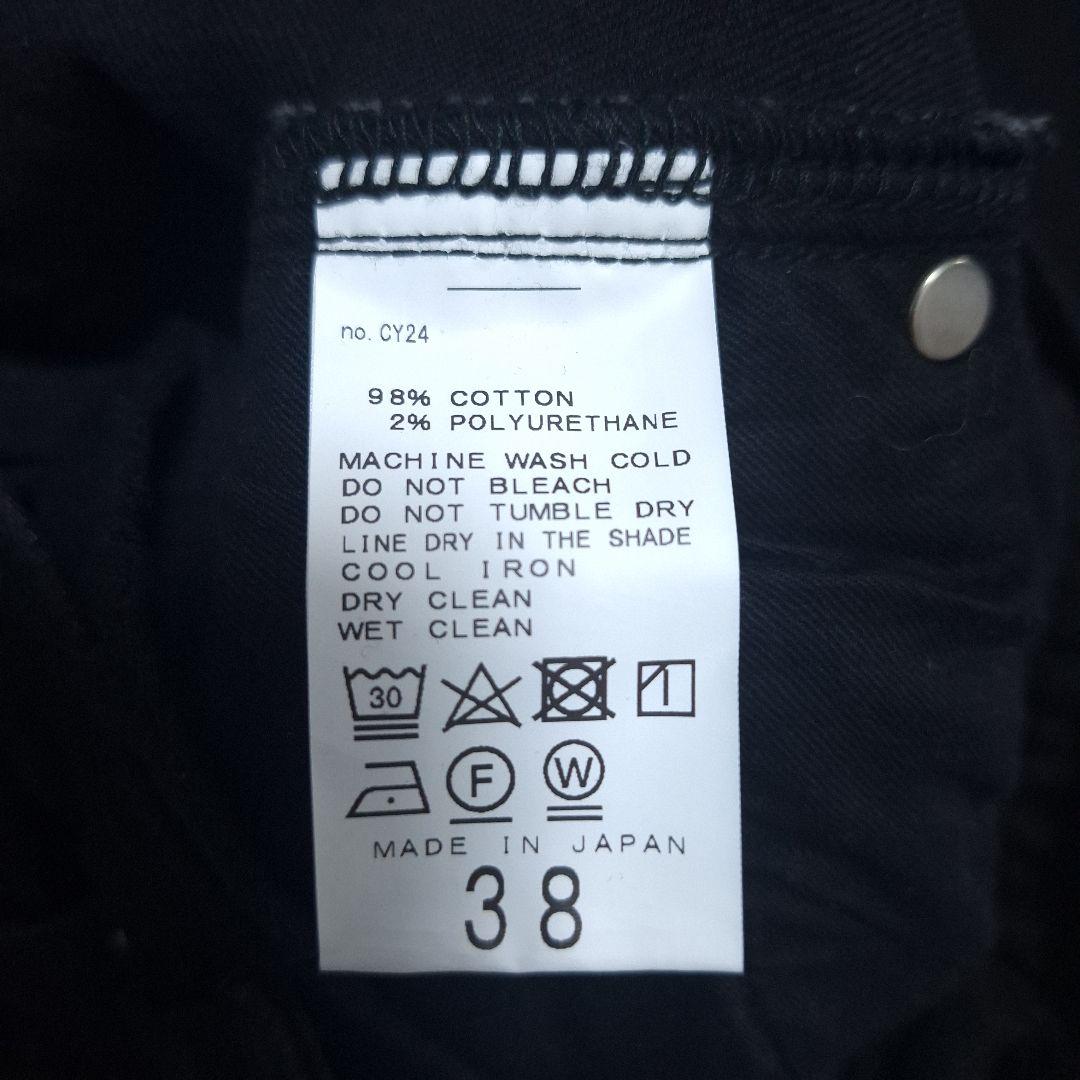 no. CY24
98% COTTON
2% POLYURETHANE
MACHINE WASH COLD
DO NOT BLEACH
DO NOT TUMBLE DRY
LINE DRY IN THE SHADE
COOL IRON
DRY CLEAN
WET CLEAN
30
F W
MADE IN JAPAN
38